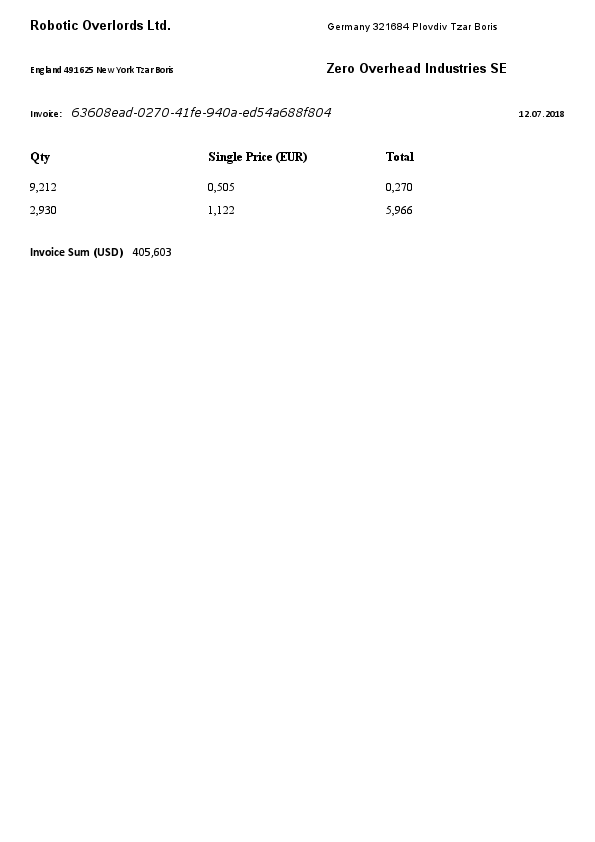 Robotic Overlords Ltd.
Germany 321684 Plovdiv Tzar Boris
England 491625 New York Tzar Boris
Zero Overhead Industries SE
Invoice: 63608ead-0270-41fe-940a-ed54a688f804 12.07.2018
Qty Single Price (EUR) Total
9,212 0,505 0,270
2,930 1,122 5,966
Invoice Sum (USD) 405,603